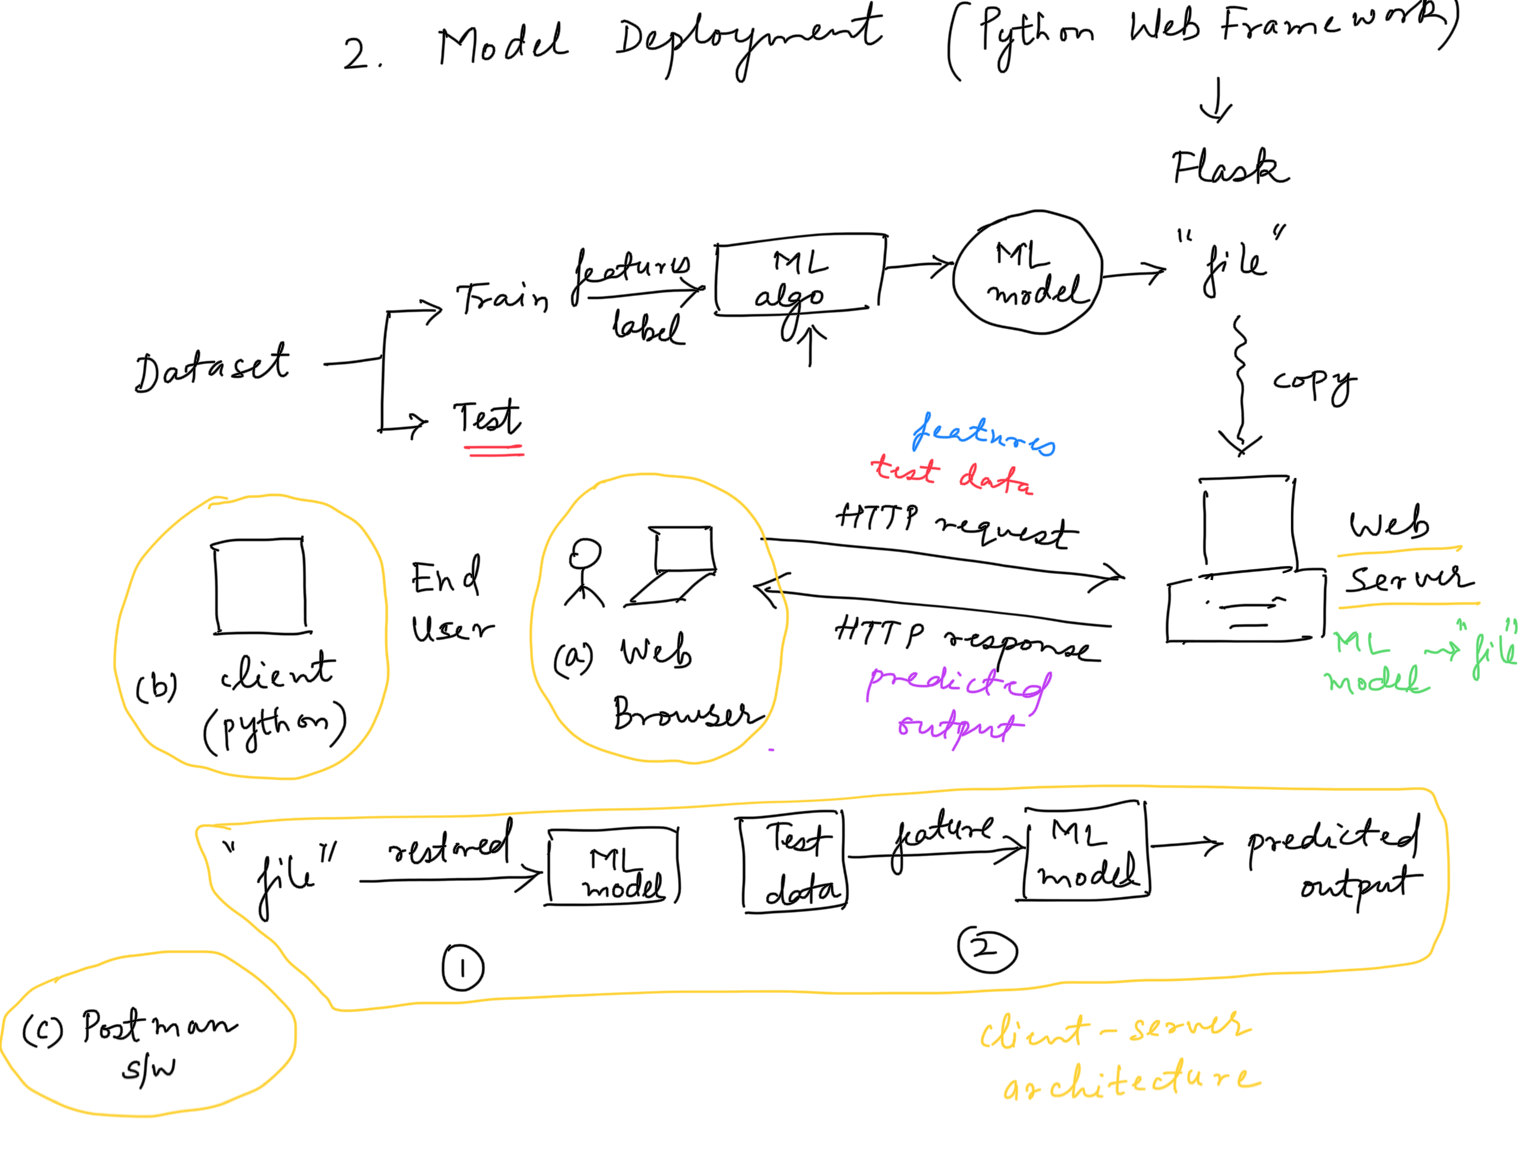 2. Model Deployment (Python Web Framework)
Flask
Dataset
Train
Test
features
label
ML
algo
ML
model
"file"
copy
features
test data
HTTP request
HTTP response
predicted
output
Web
Server
ML
model → "file"
End
User
(a) Web
Browser
(b) client
(python)
"file"
restored
ML
model
1
Test
data
feature
ML
model
predicted
output
2
(c) Postman
s/w
client-server
architecture